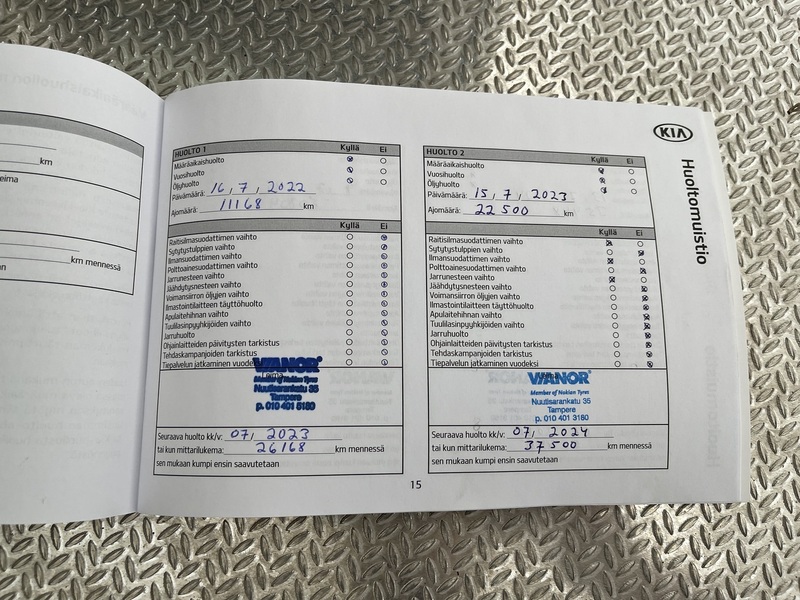 km
eima
km mennessä
an
KIA
Huoltomuistio
HUOLTO 1 Kyllä Ei
Määräaikaishuolto
Vuosihuolto
Öljyhuolto
Päivämäärä: 16, 7, 2022
Ajomäärä: 11168 km
Kyllä Ei
Raitisilmasuodattimen vaihto
Sytytystulppien vaihto
Ilmansuodattimen vaihto
Polttoainesuodattimen vaihto
Jarrunesteen vaihto
Jäähdytysnesteen vaihto
Voimansiirron öljyjen vaihto
Ilmastointilaitteen täyttöhuolto
Apulaitehihnan vaihto
Tuulilasinpyyhkijöiden vaihto
Jarruhuolto
Ohjainlaitteiden päivitysten tarkistus
Tehdaskampanjoiden tarkistus
Tiepalvelun jatkaminen vuodeksi
VIANOR
Member of Nokian Tyres
Nuutisarankatu 35
Tampere
p. 010 401 3180
Seuraava huolto kk/v: 07, 2023
tai kun mittarilukema: 26168 km mennessä
sen mukaan kumpi ensin saavutetaan
HUOLTO 2 Kyllä Ei
Määräaikaishuolto
Vuosihuolto
Öljyhuolto
Päivämäärä: 15, 7, 2023
Ajomäärä: 22 500 km
Kyllä Ei
Raitisilmasuodattimen vaihto
Sytytystulppien vaihto
Ilmansuodattimen vaihto
Polttoainesuodattimen vaihto
Jarrunesteen vaihto
Jäähdytysnesteen vaihto
Voimansiirron öljyjen vaihto
Ilmastointilaitteen täyttöhuolto
Apulaitehihnan vaihto
Tuulilasinpyyhkijöiden vaihto
Jarruhuolto
Ohjainlaitteiden päivitysten tarkistus
Tehdaskampanjoiden tarkistus
Tiepalvelun jatkaminen vuodeksi
VIANOR
Member of Nokian Tyres
Nuutisarankatu 35
Tampere
p. 010 401 3180
Seuraava huolto kk/v: 07, 2024
tai kun mittarilukema: 37 500 km mennessä
sen mukaan kumpi ensin saavutetaan
15